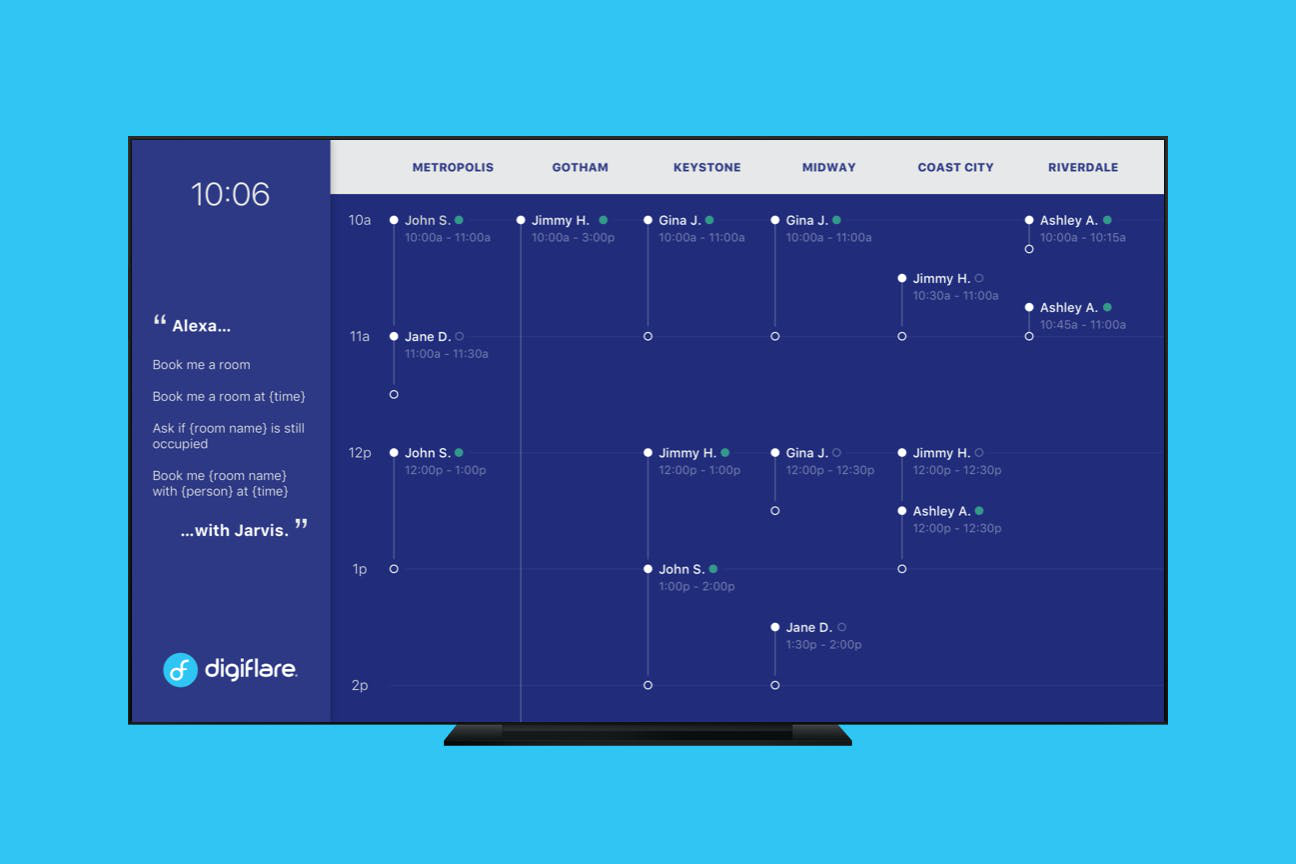 10:06
“ Alexa...
Book me a room
Book me a room at {time}
Ask if {room name} is still
occupied
Book me {room name}
with {person} at {time}
...with Jarvis. ”
digiflare.
METROPOLIS GOTHAM KEYSTONE MIDWAY COAST CITY RIVERDALE
10a John S. Jimmy H. Gina J. Gina J. Ashley A.
10:00a - 11:00a 10:00a - 3:00p 10:00a - 11:00a 10:00a - 11:00a 10:00a - 10:15a
Jimmy H.
10:30a - 11:00a
Ashley A.
10:45a - 11:00a
11a Jane D.
11:00a - 11:30a
12p John S. Jimmy H. Gina J. Jimmy H.
12:00p - 1:00p 12:00p - 1:00p 12:00p - 12:30p 12:00p - 12:30p
Ashley A.
12:00p - 12:30p
1p John S.
1:00p - 2:00p
Jane D.
1:30p - 2:00p
2p